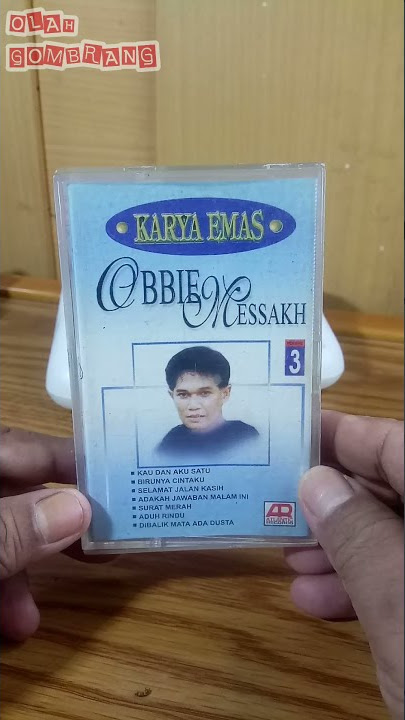 OLAH
GOMBRANG
KARYA EMAS
OBBIE MESSAKH
3
KAU DAN AKU SATU
BIRUNYA CINTAKU
SELAMAT JALAN KASIH
ADAKAH JAWABAN MALAM INI
SURAT MERAH
ADUH RINDU
DIBALIK MATA ADA DUSTA